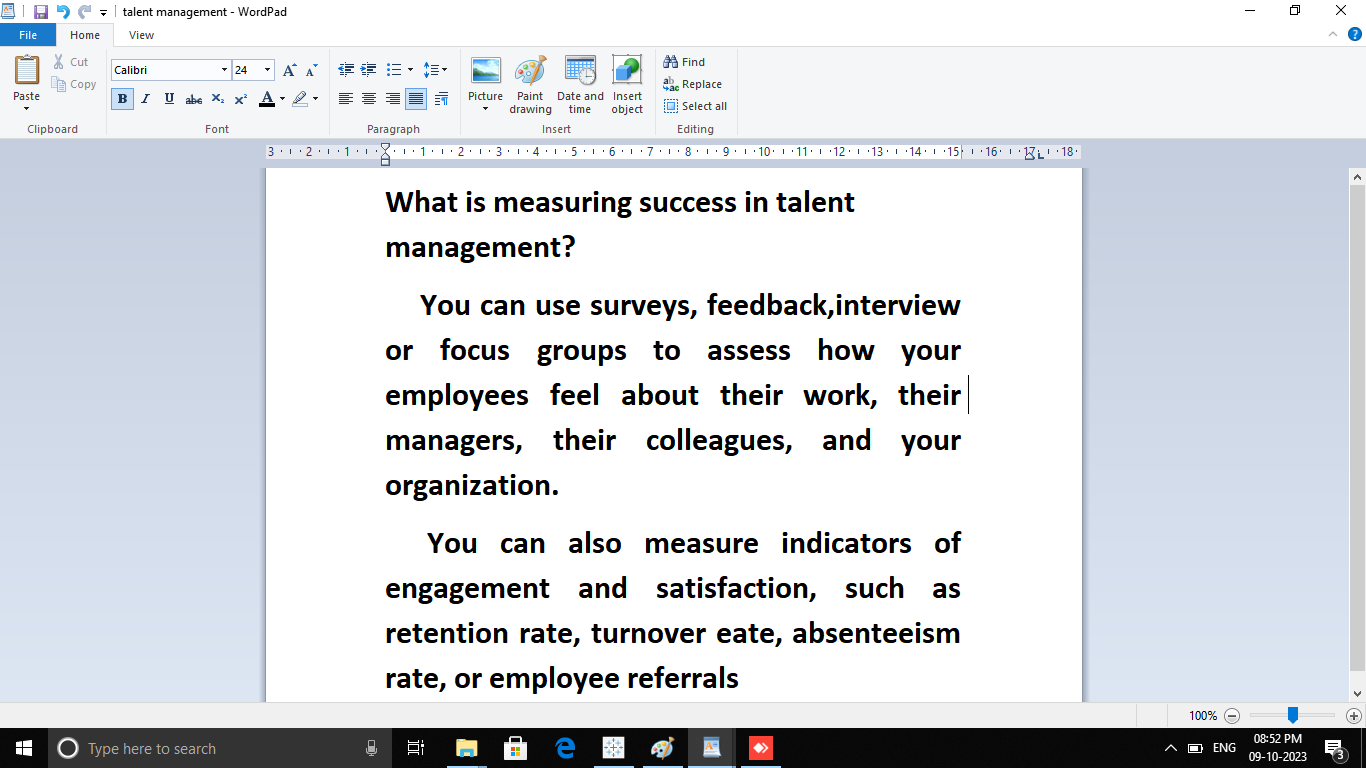 talent management - WordPad
File Home View
Paste
Cut
Copy
Clipboard
Calibri 24
B I U abc X₂ X²
Font
Paragraph
Picture
Paint drawing
Date and time
Insert object
Insert
Find
Replace
Select all
Editing
3 2 1 1 2 3 4 5 6 7 8 9 10 11 12 13 14 15 16 17 18
What is measuring success in talent
management?
You can use surveys, feedback,interview
or focus groups to assess how your
employees feel about their work, their
managers, their colleagues, and your
organization.
You can also measure indicators of
engagement and satisfaction, such as
retention rate, turnover eate, absenteeism
rate, or employee referrals
100%
Type here to search
ENG
08:52 PM
09-10-2023
3